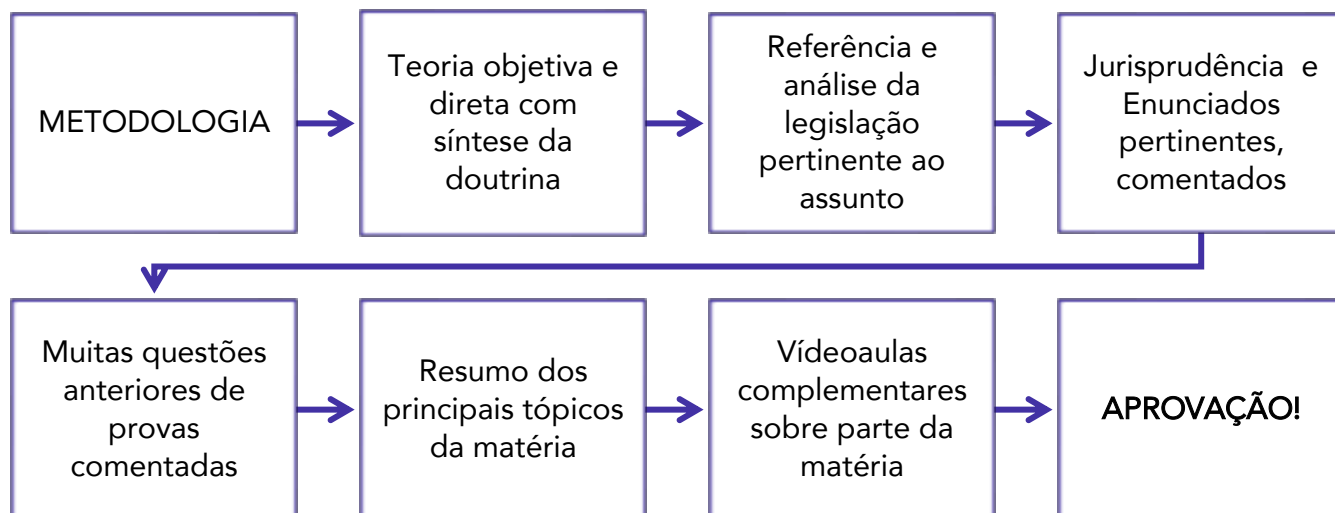 METODOLOGIA
Teoria objetiva e
direta com
síntese da
doutrina
Referência e
análise da
legislação
pertinente ao
assunto
Jurisprudência e
Enunciados
pertinentes,
comentados
Muitas questões
anteriores de
provas
comentadas
Resumo dos
principais tópicos
da matéria
Vídeoaulas
complementares
sobre parte da
matéria
APROVAÇÃO!